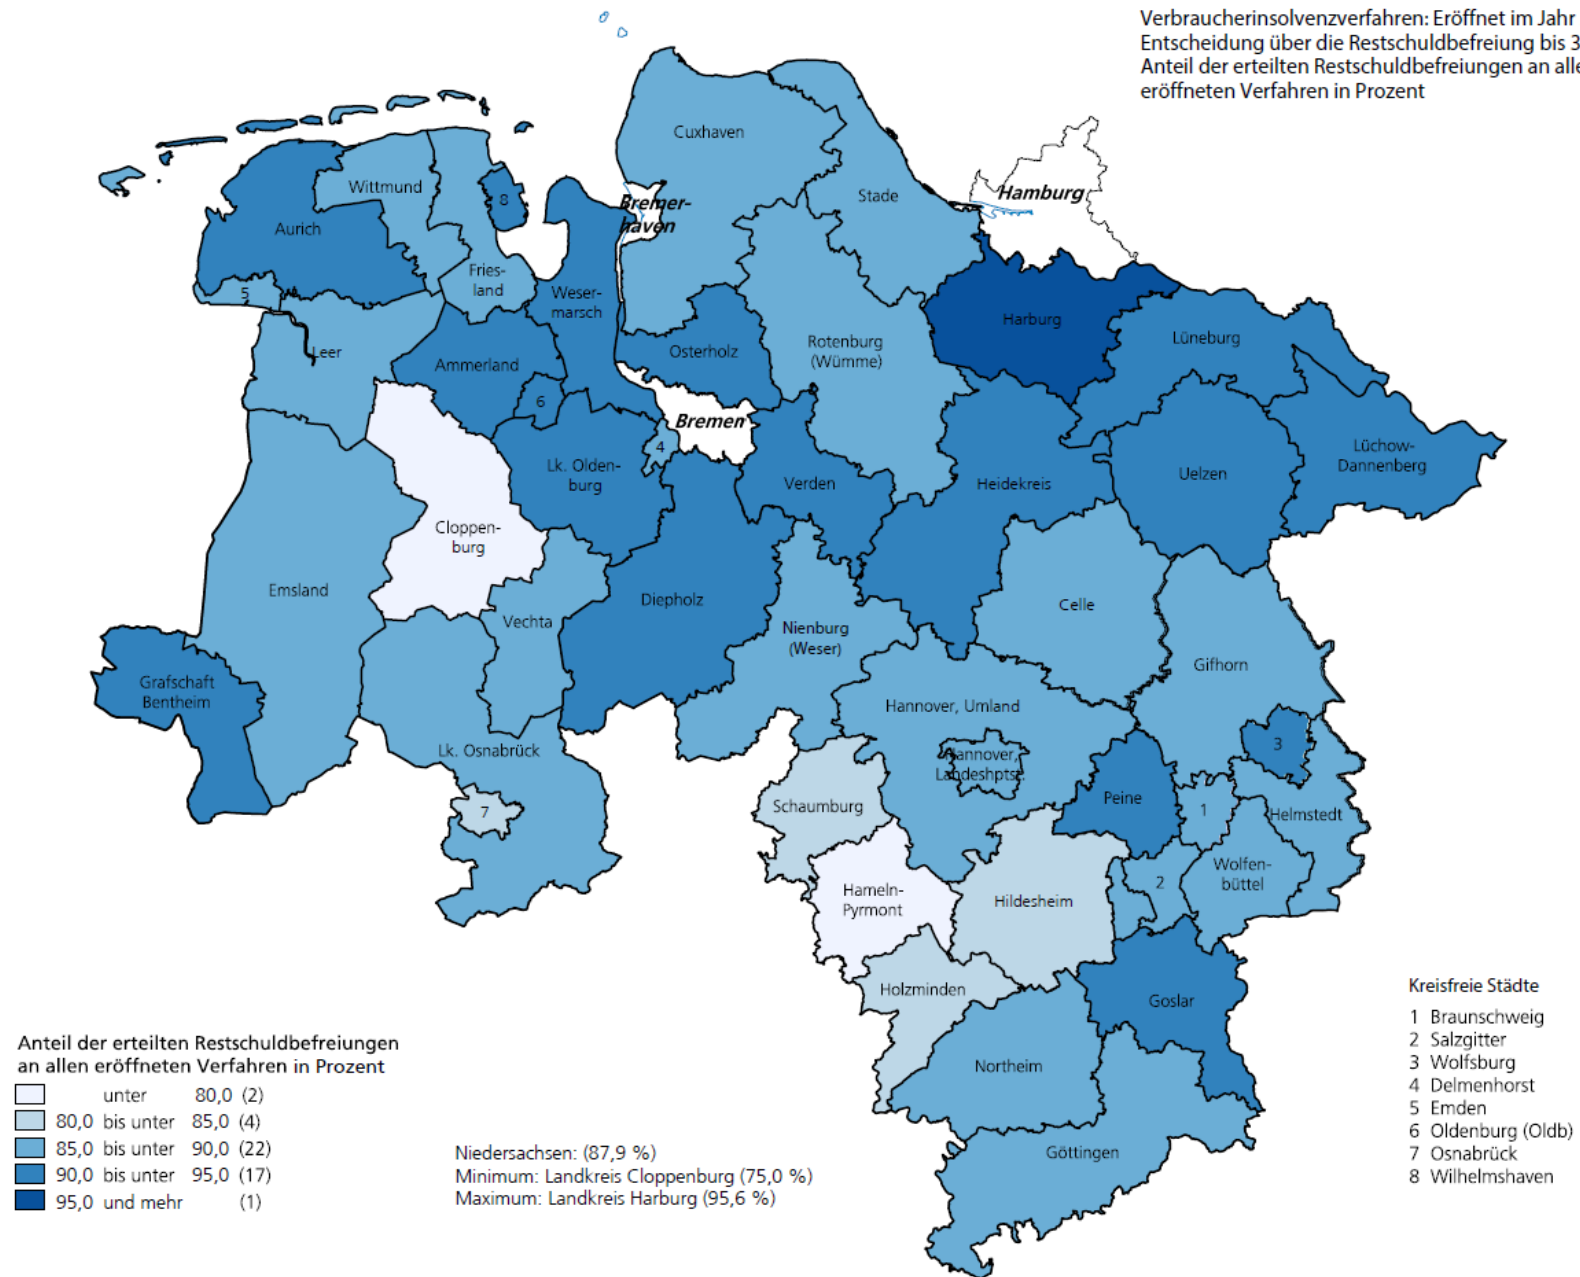 Verbraucherinsolvenzverfahren: Eröffnet im Jahr
Entscheidung über die Restschuldbefreiung bis 3
Anteil der erteilten Restschuldbefreiungen an alle
eröffneten Verfahren in Prozent
Cuxhaven
Wittmund
Stade
8
Bremer-
haven
Hamburg
Aurich
Fries-
land
5
Weser-
marsch
Harburg
Lüneburg
Leer
Ammerland
Osterholz
Rotenburg
(Wümme)
6
Bremen
4
Lk. Olden-
burg
Verden
Heidekreis
Uelzen
Lüchow-
Dannenberg
Cloppen-
burg
Emsland
Vechta
Diepholz
Nienburg
(Weser)
Celle
Gifhorn
Grafschaft
Bentheim
Hannover, Umland
Lk. Osnabrück
Hannover,
Landeshptst.
3
7
Schaumburg
Peine
1
Helmstedt
Hameln-
Pyrmont
Hildesheim
2
Wolfen-
büttel
Holzminden
Goslar
Northeim
Göttingen
Kreisfreie Städte
1 Braunschweig
2 Salzgitter
3 Wolfsburg
4 Delmenhorst
5 Emden
6 Oldenburg (Oldb)
7 Osnabrück
8 Wilhelmshaven
Anteil der erteilten Restschuldbefreiungen
an allen eröffneten Verfahren in Prozent
unter 80,0 (2)
80,0 bis unter 85,0 (4)
85,0 bis unter 90,0 (22)
90,0 bis unter 95,0 (17)
95,0 und mehr (1)
Niedersachsen: (87,9 %)
Minimum: Landkreis Cloppenburg (75,0 %)
Maximum: Landkreis Harburg (95,6 %)